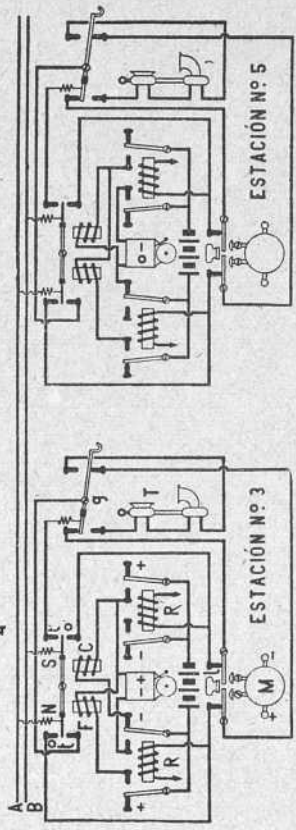 A
B
N S
t o
o t
F C
g
T
+ - - + - - +
R R
+ M -
ESTACIÓN Nº 3
o -
ESTACIÓN Nº 5